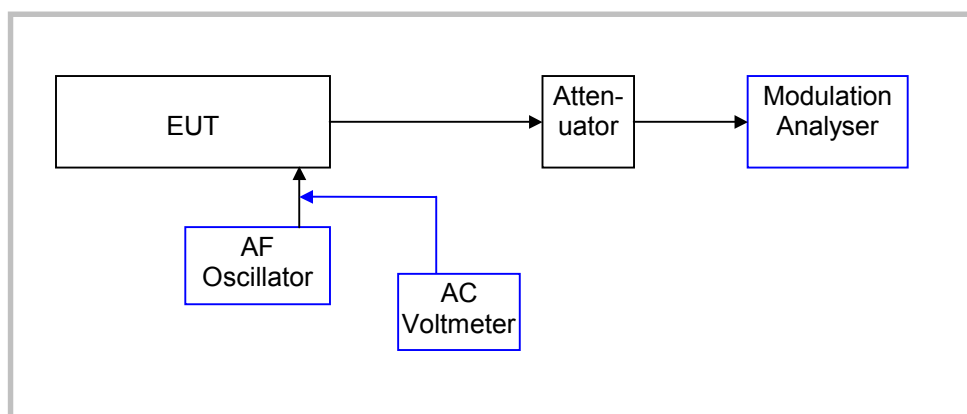 EUT
Atten-
uator
Modulation
Analyser
AF
Oscillator
AC
Voltmeter